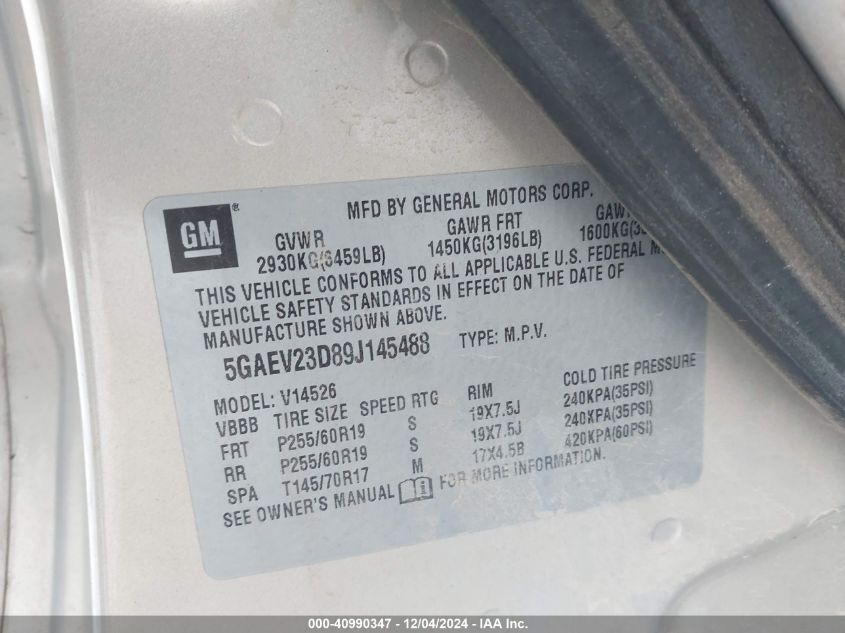 GM ®
MFD BY GENERAL MOTORS CORP.
GVWR GAWR FRT
2930KG(6459LB) 1450KG(3196LB)
THIS VEHICLE CONFORMS TO ALL APPLICABLE U.S. FEDERAL
VEHICLE SAFETY STANDARDS IN EFFECT ON THE DATE OF
MANUFACTURE SHOWN ABOVE.
5GAEV23D89J145488 TYPE: M.P.V.
MODEL: V14526
VBBB TIRE SIZE SPEED RTG RIM COLD TIRE PRESSURE
FRT P255/60R19 S 19X7.5J 240KPA(35PSI)
RR P255/60R19 S 19X7.5J 240KPA(35PSI)
SPA T145/70R17 M 17X4.5B 420KPA(60PSI)
SEE OWNER'S MANUAL FOR MORE INFORMATION.
000-40990347 - 12/04/2024 - IAA Inc.